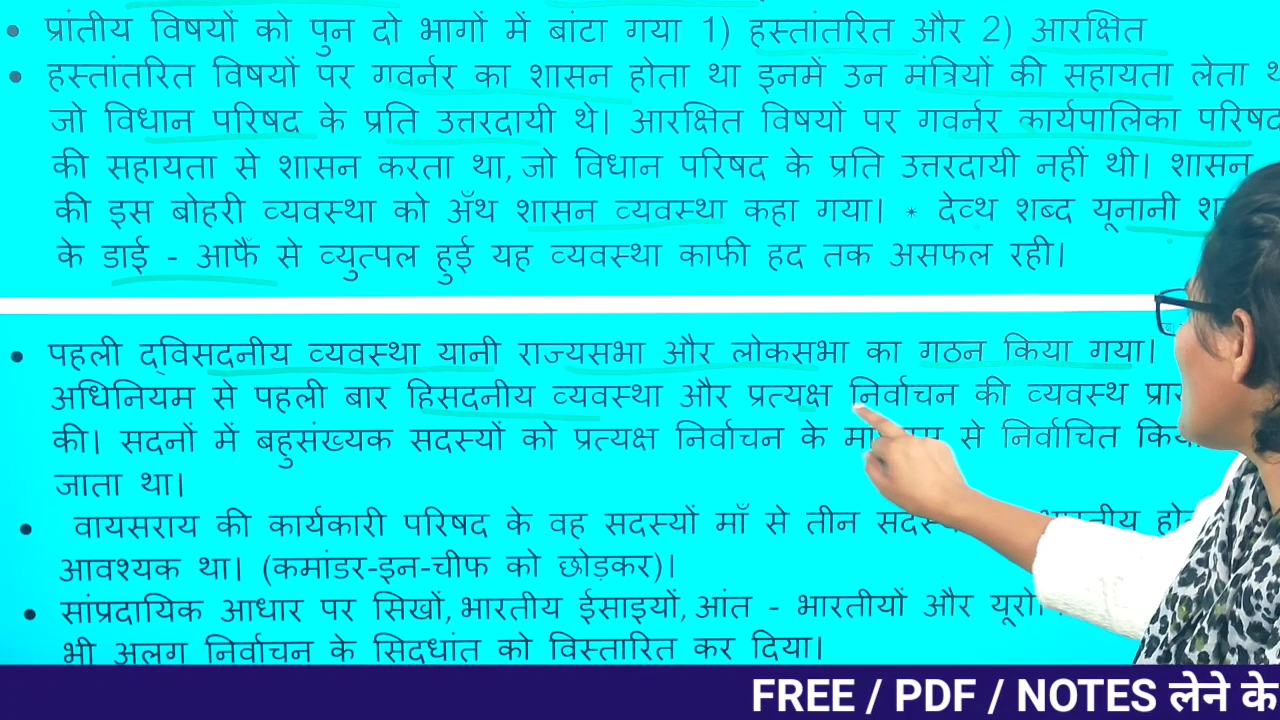 प्रांतीय विषयों को पुन दो भागों में बांटा गया 1) हस्तांतरित और 2) आरक्षित
हस्तांतरित विषयों पर गवर्नर का शासन होता था इनमें उन मंत्रियों की सहायता लेता
जो विधान परिषद के प्रति उत्तरदायी थे। आरक्षित विषयों पर गवर्नर कार्यपालिका परिषद
की सहायता से शासन करता था, जो विधान परिषद के प्रति उत्तरदायी नहीं थी। शासन
की इस बोहरी व्यवस्था को अँथ शासन व्यवस्था कहा गया। * देव्थ शब्द यूनानी
के डाई - आर्फैं से व्युत्पल हुई यह व्यवस्था काफी हद तक असफल रही।
पहली द्विसदनीय व्यवस्था यानी राज्यसभा और लोकसभा का गठन किया गया।
अधिनियम से पहली बार हिसदनीय व्यवस्था और प्रत्यक्ष निर्वाचन की व्यवस्थ
की। सदनों में बहुसंख्यक सदस्यों को प्रत्यक्ष निर्वाचन के से निर्वाचित
जाता था।
वायसराय की कार्यकारी परिषद के वह सदस्यों माँ से तीन
आवश्यक था। (कमांडर-इन-चीफ को छोड़कर)।
सांप्रदायिक आधार पर सिखों, भारतीय ईसाइयों, आंत - भारतीयों और
भी अलग निर्वाचन के सिद्धांत को विस्तारित कर दिया।
FREE / PDF / NOTES लेने के